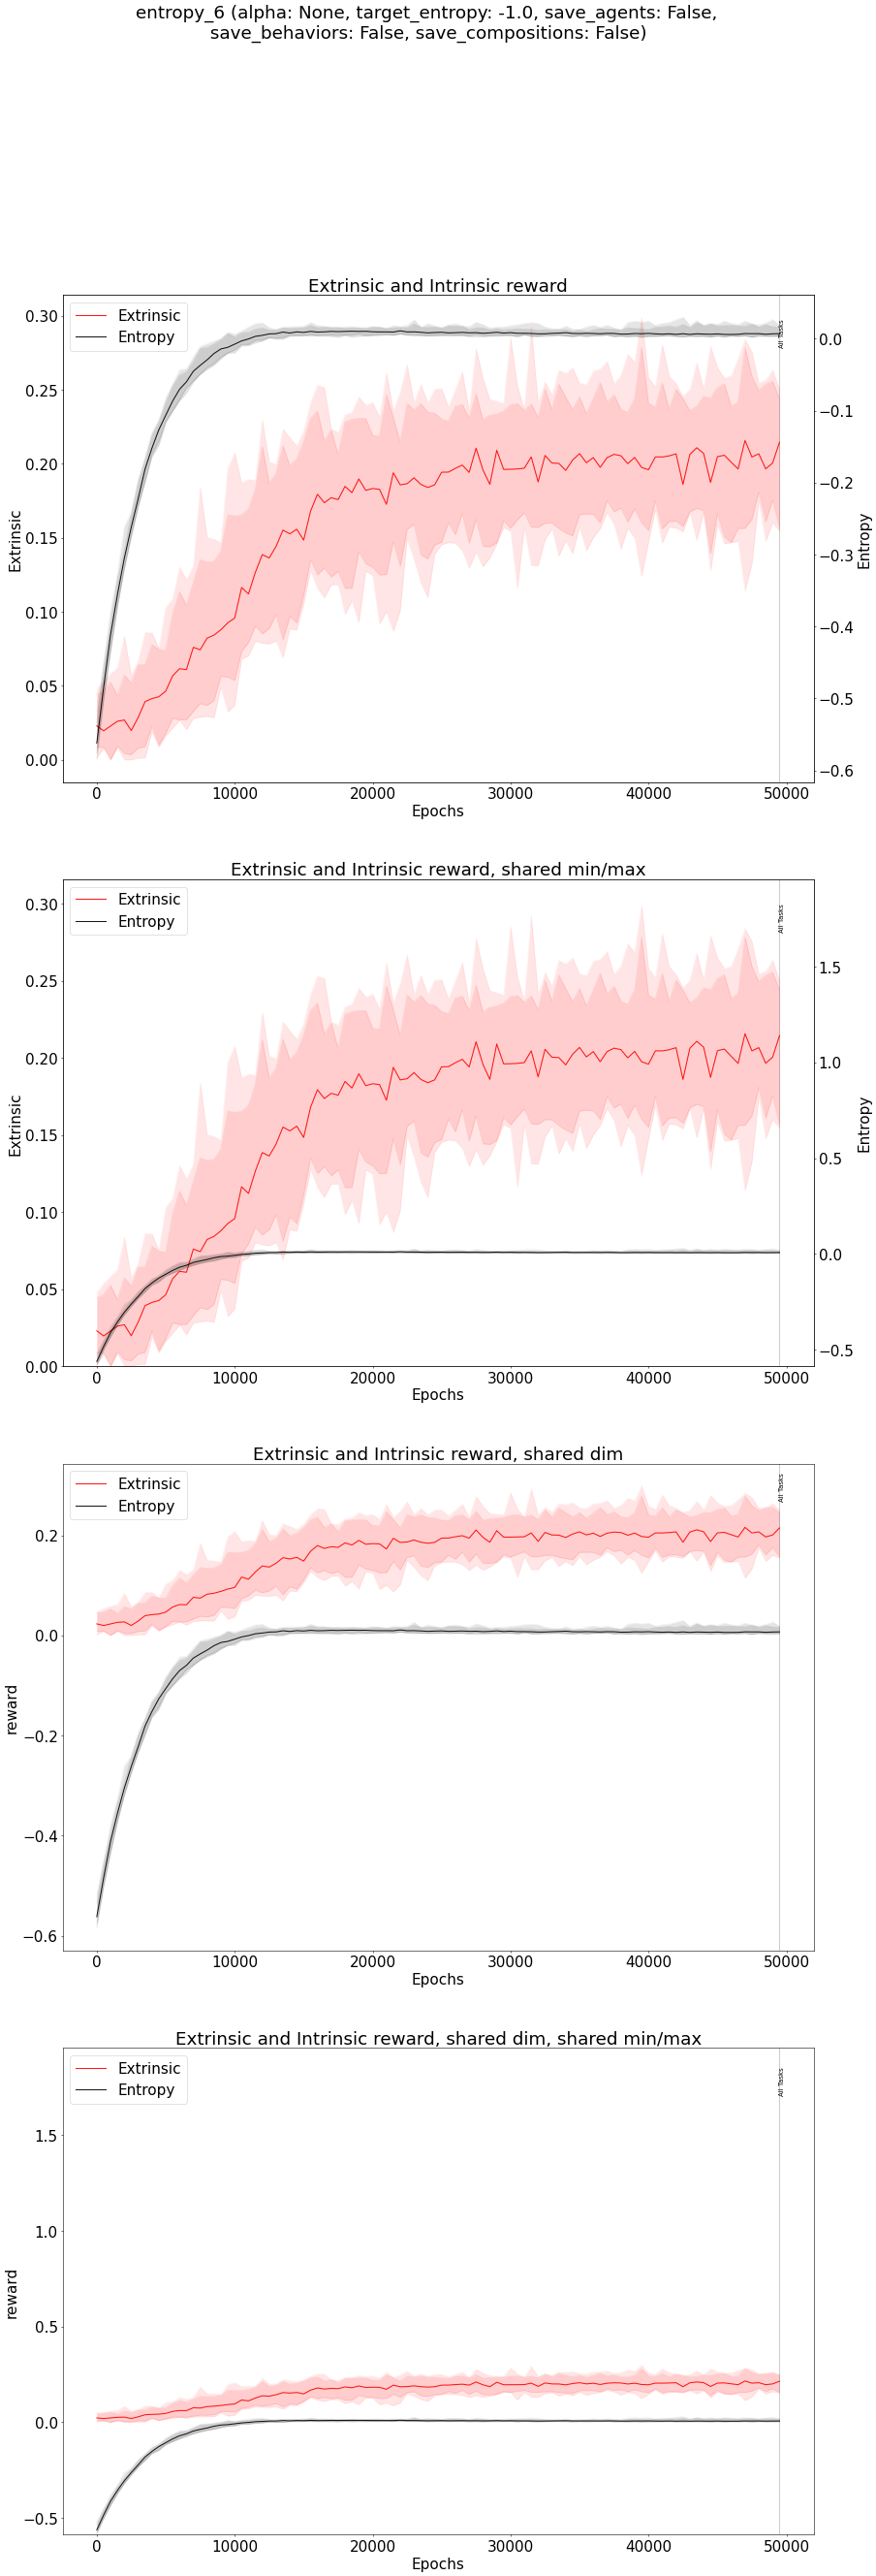 entropy_6 (alpha: None, target_entropy: -1.0, save_agents: False,
save_behaviors: False, save_compositions: False)
Extrinsic and Intrinsic reward
Extrinsic
Entropy
All Tasks
0.30
0.25
0.20
0.15
0.10
0.05
0.00
Extrinsic
0.0
−0.1
−0.2
−0.3
−0.4
−0.5
−0.6
Entropy
0 10000 20000 30000 40000 50000
Epochs
Extrinsic and Intrinsic reward, shared min/max
Extrinsic
Entropy
All Tasks
0.30
0.25
0.20
0.15
0.10
0.05
0.00
Extrinsic
1.5
1.0
0.5
0.0
−0.5
Entropy
0 10000 20000 30000 40000 50000
Epochs
Extrinsic and Intrinsic reward, shared dim
Extrinsic
Entropy
All Tasks
0.2
0.0
−0.2
−0.4
−0.6
reward
0 10000 20000 30000 40000 50000
Epochs
Extrinsic and Intrinsic reward, shared dim, shared min/max
Extrinsic
Entropy
All Tasks
1.5
1.0
0.5
0.0
−0.5
reward
0 10000 20000 30000 40000 50000
Epochs